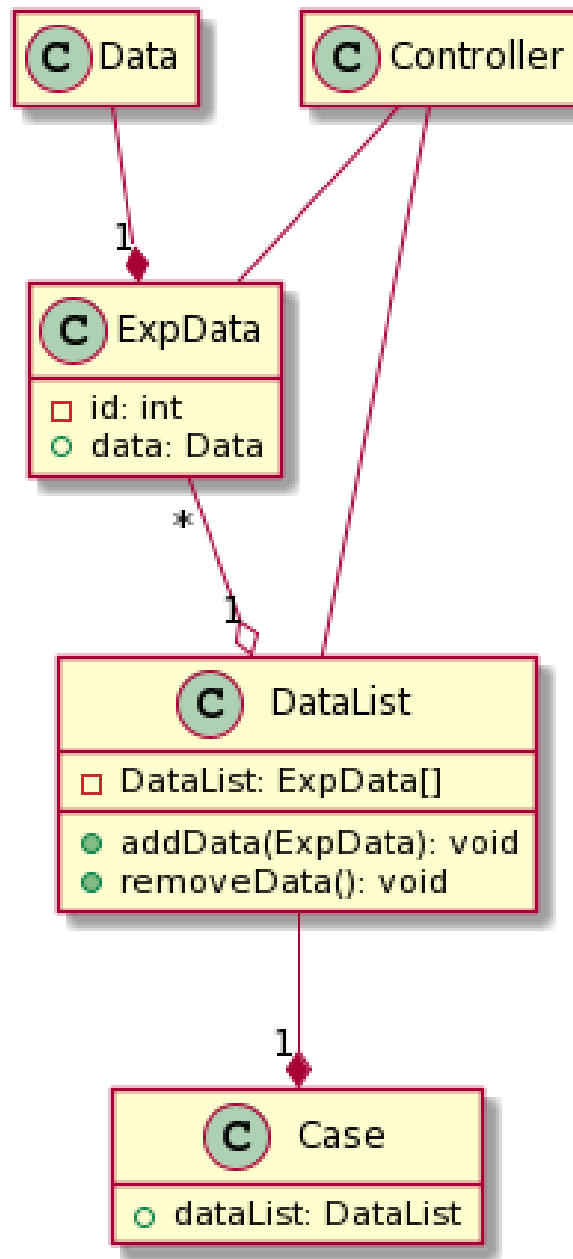 C Data
C Controller
1
C ExpData
id: int
data: Data
*
1
C DataList
DataList: ExpData[]
addData(ExpData): void
removeData(): void
1
C Case
dataList: DataList